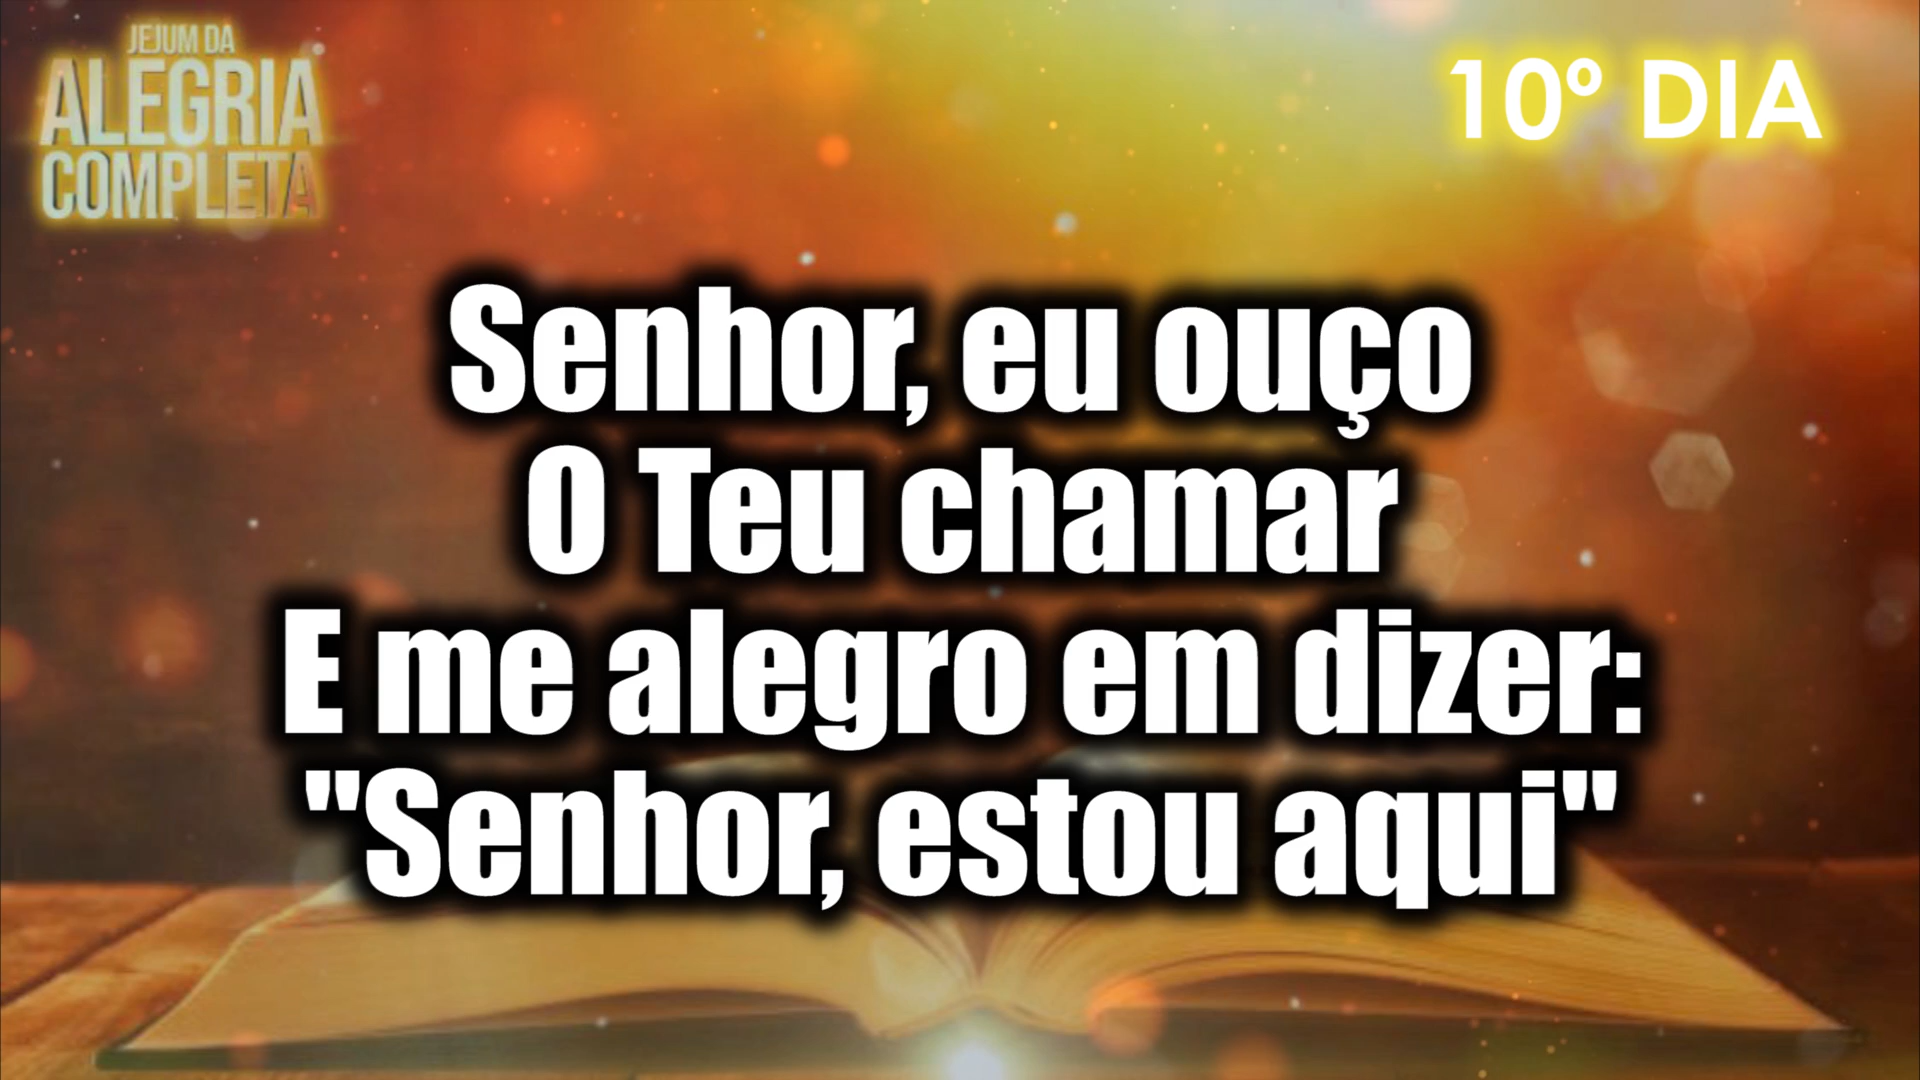 JEJUM DA
ALEGRIA
COMPLETA
10º DIA
Senhor, eu ouço
O Teu chamar
E me alegro em dizer:
"Senhor, estou aqui"